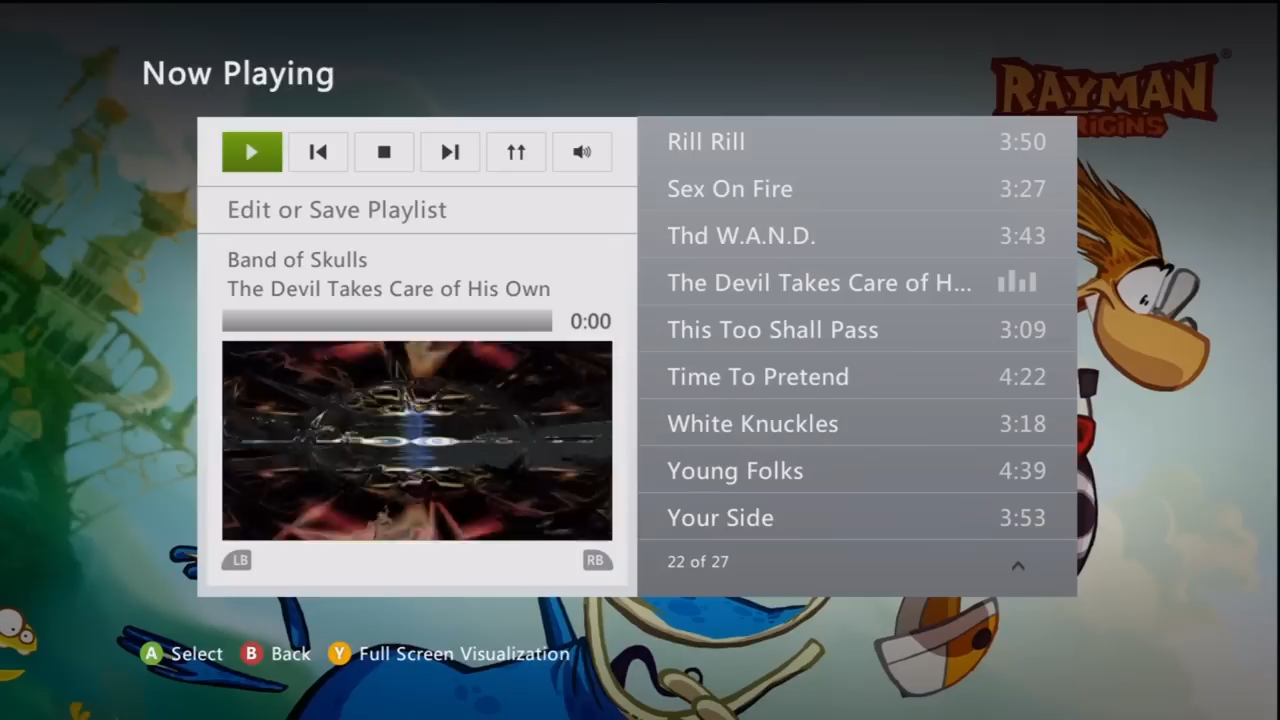 Now Playing
RAYMAN®
ORIGINS
Edit or Save Playlist
Band of Skulls
The Devil Takes Care of His Own
0:00
LB
RB
Rill Rill 3:50
Sex On Fire 3:27
Thd W.A.N.D. 3:43
The Devil Takes Care of H...
This Too Shall Pass 3:09
Time To Pretend 4:22
White Knuckles 3:18
Young Folks 4:39
Your Side 3:53
22 of 27
A Select B Back Y Full Screen Visualization